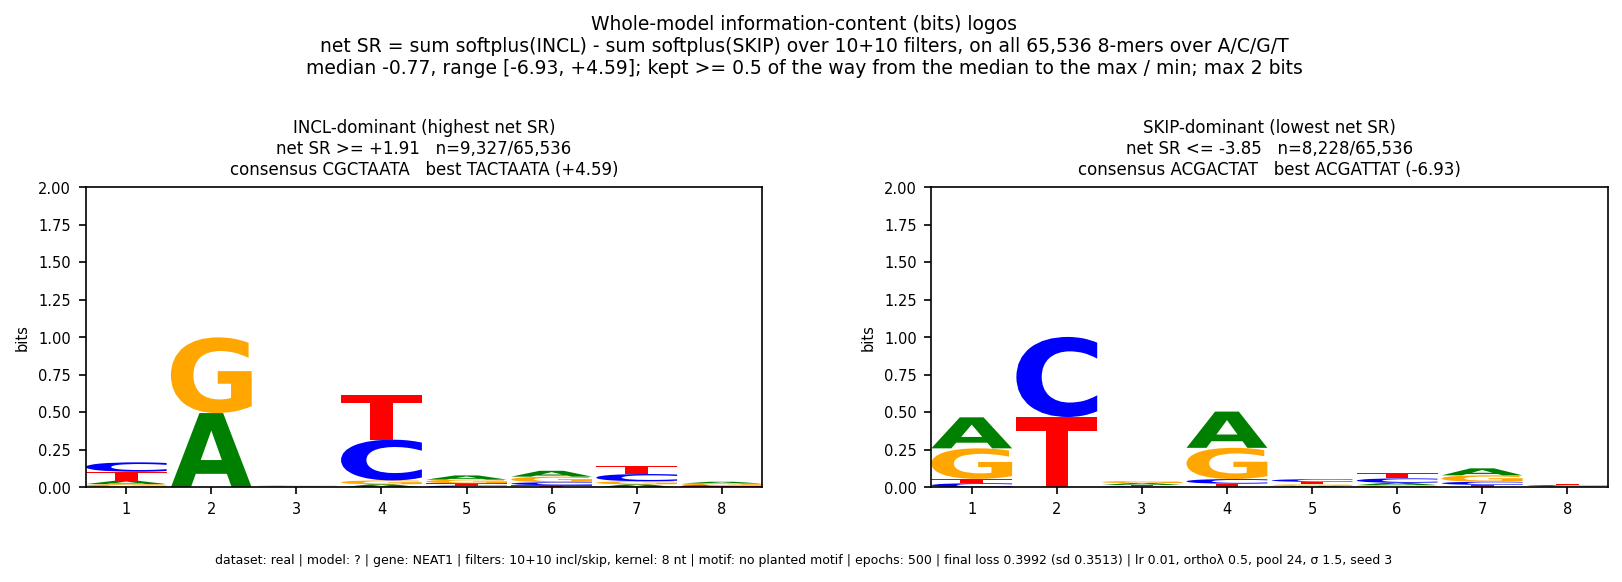 Whole-model information-content (bits) logos
net SR = sum softplus(INCL) - sum softplus(SKIP) over 10+10 filters, on all 65,536 8-mers over A/C/G/T
median -0.77, range [-6.93, +4.59]; kept >= 0.5 of the way from the median to the max / min; max 2 bits
INCL-dominant (highest net SR)
net SR >= +1.91   n=9,327/65,536
consensus CGCTAATA   best TACTAATA (+4.59)
2.00
1.75
1.50
1.25
1.00
0.75
0.50
0.25
0.00
bits
C
T
A
G
A
T
C
1 2 3 4 5 6 7 8
SKIP-dominant (lowest net SR)
net SR <= -3.85   n=8,228/65,536
consensus ACGACTAT   best ACGATTAT (-6.93)
2.00
1.75
1.50
1.25
1.00
0.75
0.50
0.25
0.00
bits
A
G
T
C
T
A
G
1 2 3 4 5 6 7 8
dataset: real | model: ? | gene: NEAT1 | filters: 10+10 incl/skip, kernel: 8 nt | motif: no planted motif | epochs: 500 | final loss 0.3992 (sd 0.3513) | lr 0.01, orthoλ 0.5, pool 24, σ 1.5, seed 3